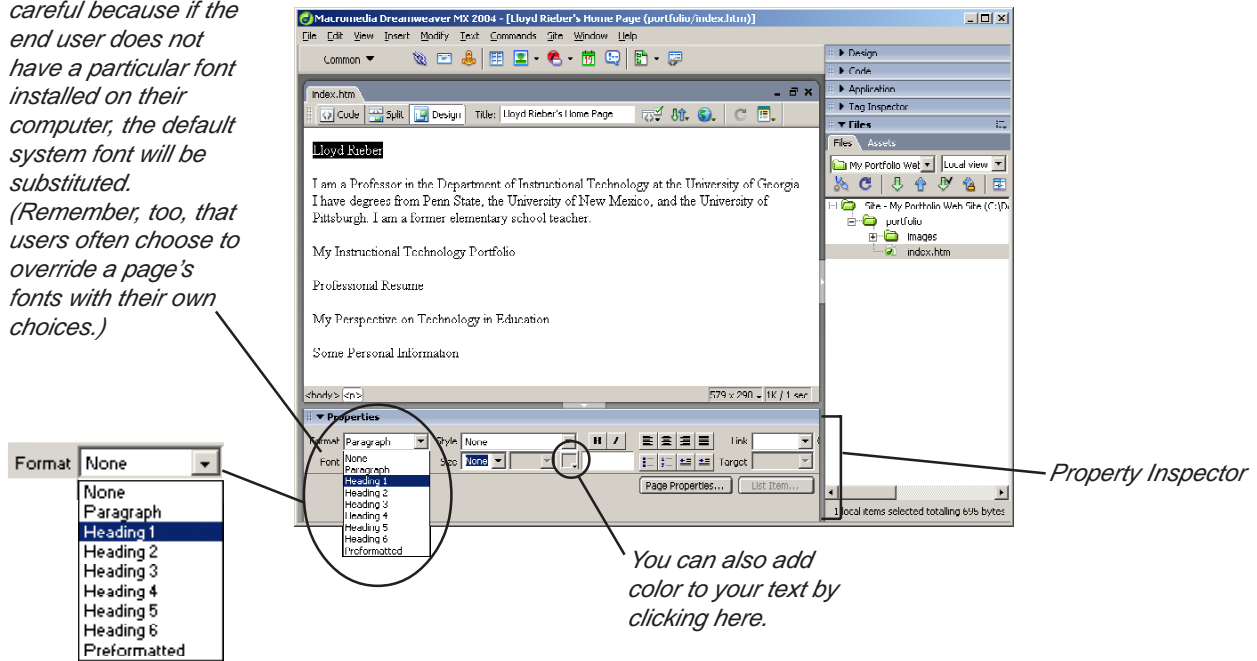 careful because if the
end user does not
have a particular font
installed on their
computer, the default
system font will be
substituted.
(Remember, too, that
users often choose to
override a page's
fonts with their own
choices.)
Macromedia Dreamweaver MX 2004 - [Lloyd Rieber's Home Page (portfolio/index.htm)]
File Edit View Insert Modify Text Commands Site Window Help
Common
index.htm
Code Split Design Title: Lloyd Rieber's Home Page
Lloyd Rieber
I am a Professor in the Department of Instructional Technology at the University of Georgia
I have degrees from Penn State, the University of New Mexico, and the University of
Pittsburgh. I am a former elementary school teacher.
My Instructional Technology Portfolio
Professional Resume
My Perspective on Technology in Education
Some Personal Information
<body> <p> 579 x 290 1K / 1 sec
Design
Code
Application
Tag Inspector
Files
Files Assets
My Portfolio Wet Local view
Site - My Portfolio Web Site (C:\D
portfolio
images
index.htm
1 local items selected totalling 695 bytes
Properties
Format Paragraph Style None B I Link
Font Size None Target
Page Properties... List Item...
None
Paragraph
Heading 1
Heading 2
Heading 3
Heading 4
Heading 5
Heading 6
Preformatted
Format None
None
Paragraph
Heading 1
Heading 2
Heading 3
Heading 4
Heading 5
Heading 6
Preformatted
Property Inspector
You can also add
color to your text by
clicking here.